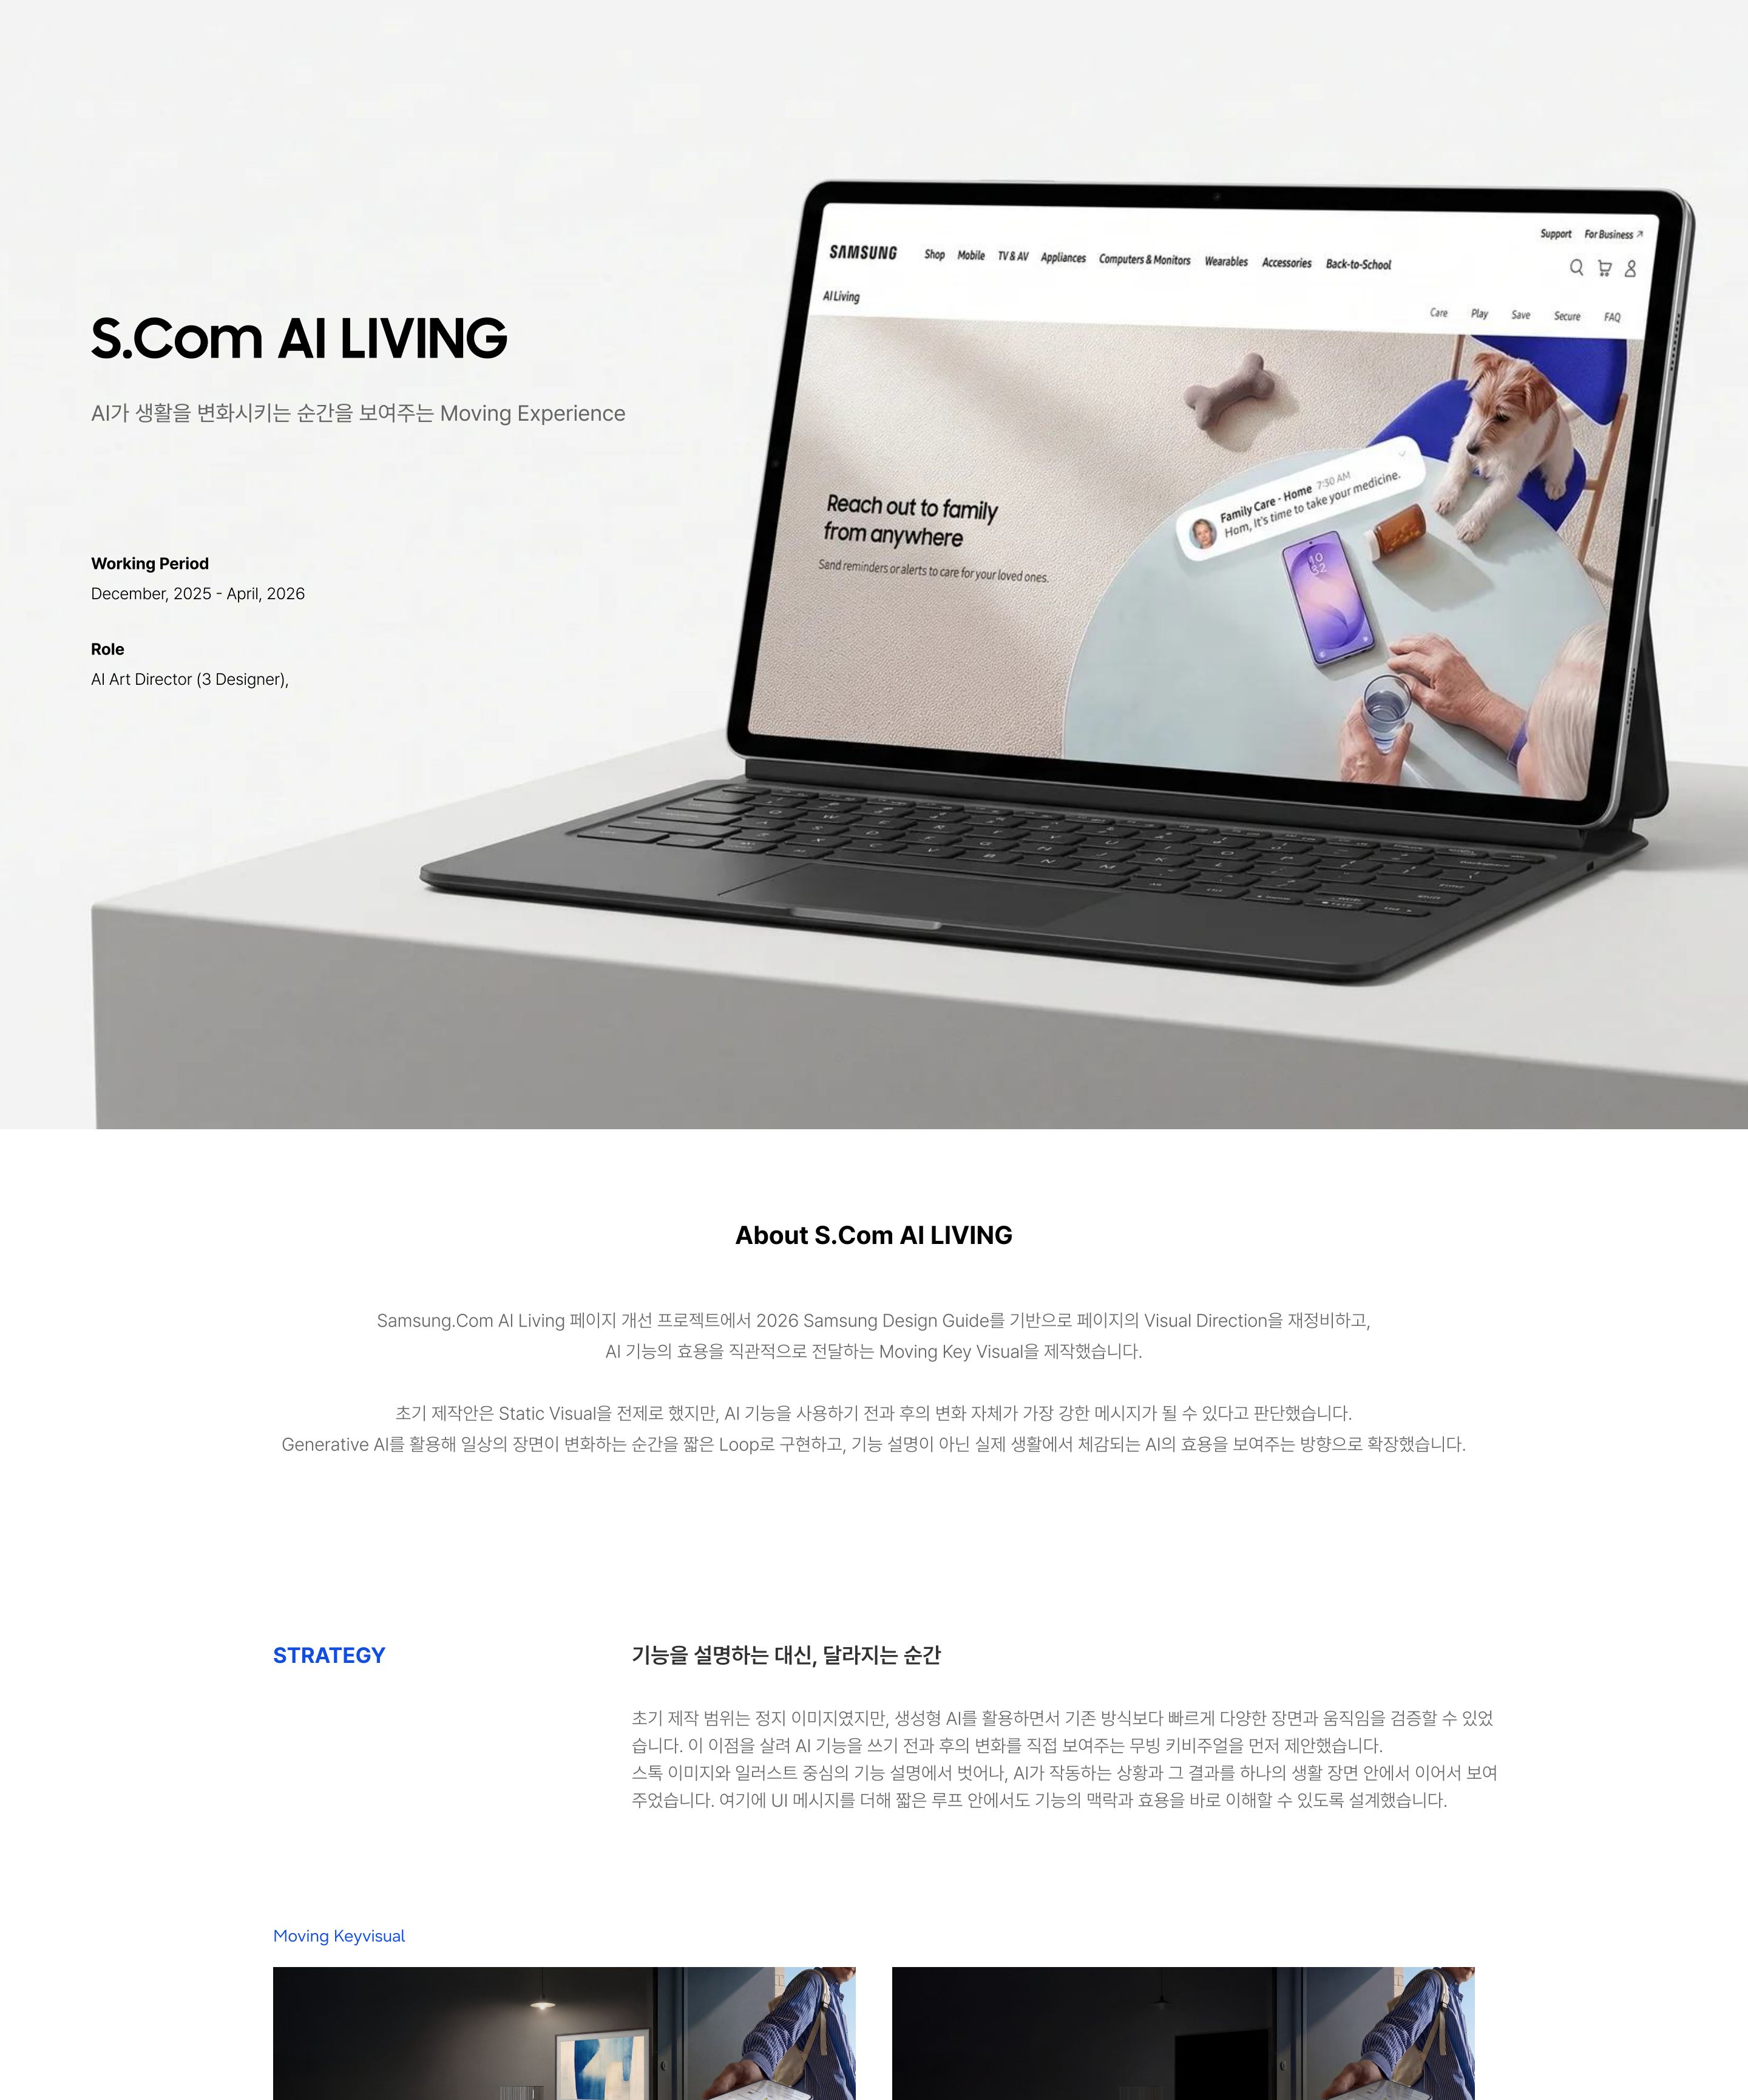 SAMSUNG
Shop Mobile TV & AV Appliances Computers & Monitors Wearables Accessories Back-to-School
Support For Business ↗
AI Living
Care Play Save Secure FAQ
S.Com AI LIVING
AI가 생활을 변화시키는 순간을 보여주는 Moving Experience
Reach out to family
from anywhere
Sand reminders or alerts to care for your loved ones.
Family Care - Home 7:30 AM
Hom, It's time to take your medicine.
10
32
Working Period
December, 2025 - April, 2026
Role
AI Art Director (3 Designer),
About S.Com AI LIVING
Samsung.Com AI Living 페이지 개선 프로젝트에서 2026 Samsung Design Guide를 기반으로 페이지의 Visual Direction을 재정비하고,
AI 기능의 효용을 직관적으로 전달하는 Moving Key Visual을 제작했습니다.
초기 제작안은 Static Visual을 전제로 했지만, AI 기능을 사용하기 전과 후의 변화 자체가 가장 강한 메시지가 될 수 있다고 판단했습니다.
Generative AI를 활용해 일상의 장면이 변화하는 순간을 짧은 Loop로 구현하고, 기능 설명이 아닌 실제 생활에서 체감되는 AI의 효용을 보여주는 방향으로 확장했습니다.
STRATEGY
기능을 설명하는 대신, 달라지는 순간
초기 제작 범위는 정지 이미지였지만, 생성형 AI를 활용하면서 기존 방식보다 빠르게 다양한 장면과 움직임을 검증할 수 있었
습니다. 이 이점을 살려 AI 기능을 쓰기 전과 후의 변화를 직접 보여주는 무빙 키비주얼을 먼저 제안했습니다.
스톡 이미지와 일러스트 중심의 기능 설명에서 벗어나, AI가 작동하는 상황과 그 결과를 하나의 생활 장면 안에서 이어서 보여
주었습니다. 여기에 UI 메시지를 더해 짧은 루프 안에서도 기능의 맥락과 효용을 바로 이해할 수 있도록 설계했습니다.
Moving Keyvisual